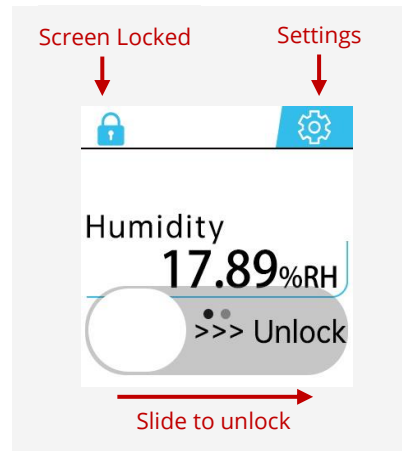 Screen Locked Settings
Humidity
17.89%RH
>>> Unlock
Slide to unlock